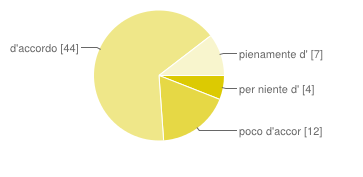 d'accordo [44]
pienamente d' [7]
per niente d' [4]
poco d'accor [12]